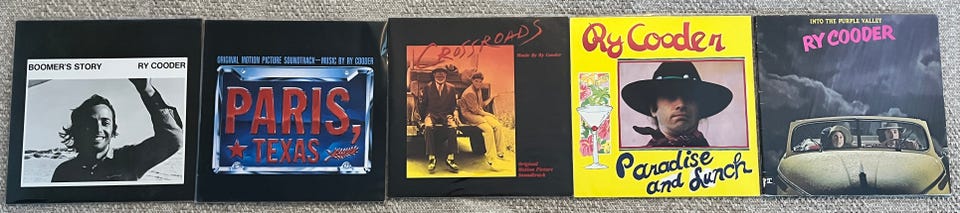 BOOMER'S STORY RY COODER
ORIGINAL MOTION PICTURE SOUNDTRACK—MUSIC BY RY COODER
PARIS,
TEXAS
CROSSROADS
Music By Ry Cooder
Original
Motion Picture
Soundtrack
Ry Cooder
Paradise
and Lunch
INTO THE PURPLE VALLEY
RY COODER